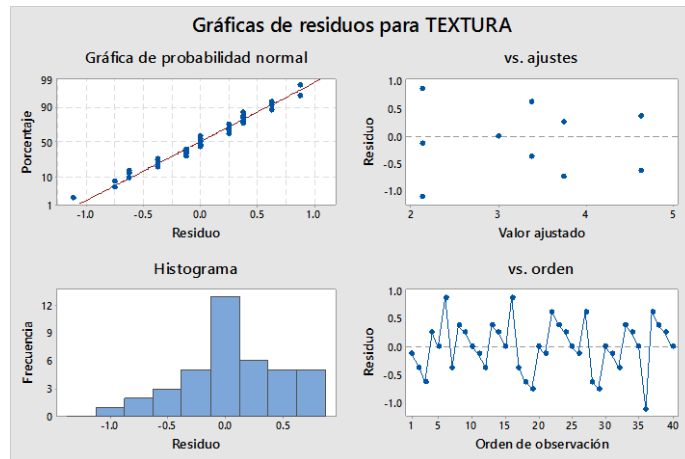 Gráficas de residuos para TEXTURA
Gráfica de probabilidad normal
99
90
50
10
1
Porcentaje
-1.0 -0.5 0.0 0.5 1.0
Residuo
vs. ajustes
1.0
0.5
0.0
-0.5
-1.0
Residuo
2 3 4 5
Valor ajustado
Histograma
12
9
6
3
0
Frecuencia
-1.0 -0.5 0.0 0.5
Residuo
vs. orden
1.0
0.5
0.0
-0.5
-1.0
Residuo
1 5 10 15 20 25 30 35 40
Orden de observación